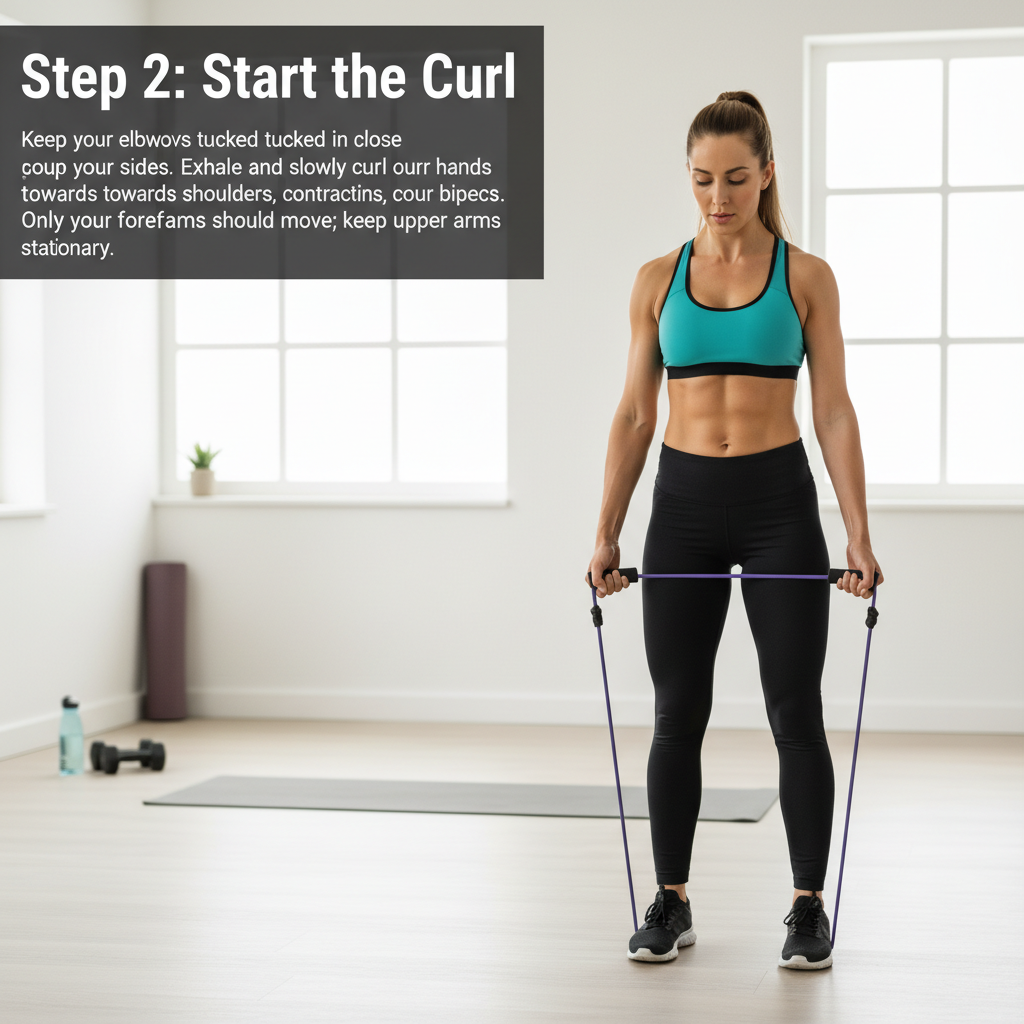 Step 2: Start the Curl
Keep your elbwovs tucked tucked in close
coup your sides. Exhale and slowly curl ourr hands
towards towards shoulders, contractins, cour bipecs.
Only your forefams should move; keep upper arms
stationary.